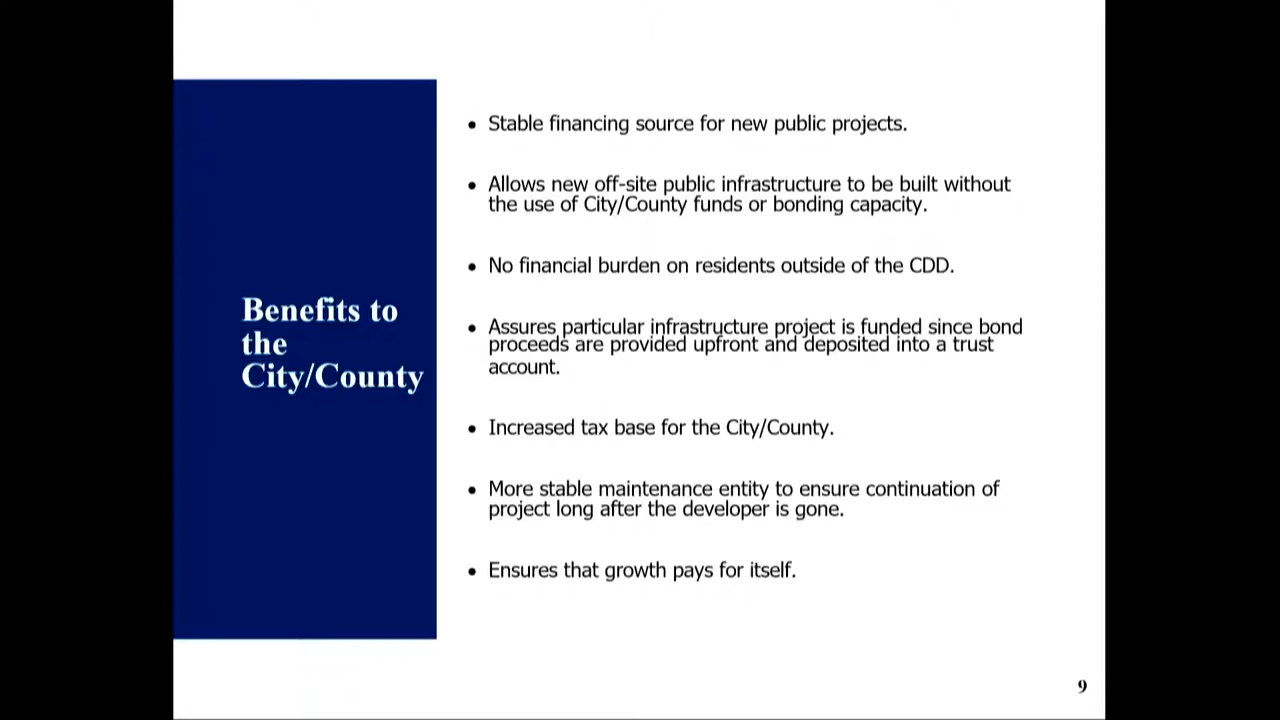 Benefits to
the
City/County
• Stable financing source for new public projects.
• Allows new off-site public infrastructure to be built without
the use of City/County funds or bonding capacity.
• No financial burden on residents outside of the CDD.
• Assures particular infrastructure project is funded since bond
proceeds are provided upfront and deposited into a trust
account.
• Increased tax base for the City/County.
• More stable maintenance entity to ensure continuation of
project long after the developer is gone.
• Ensures that growth pays for itself.
9